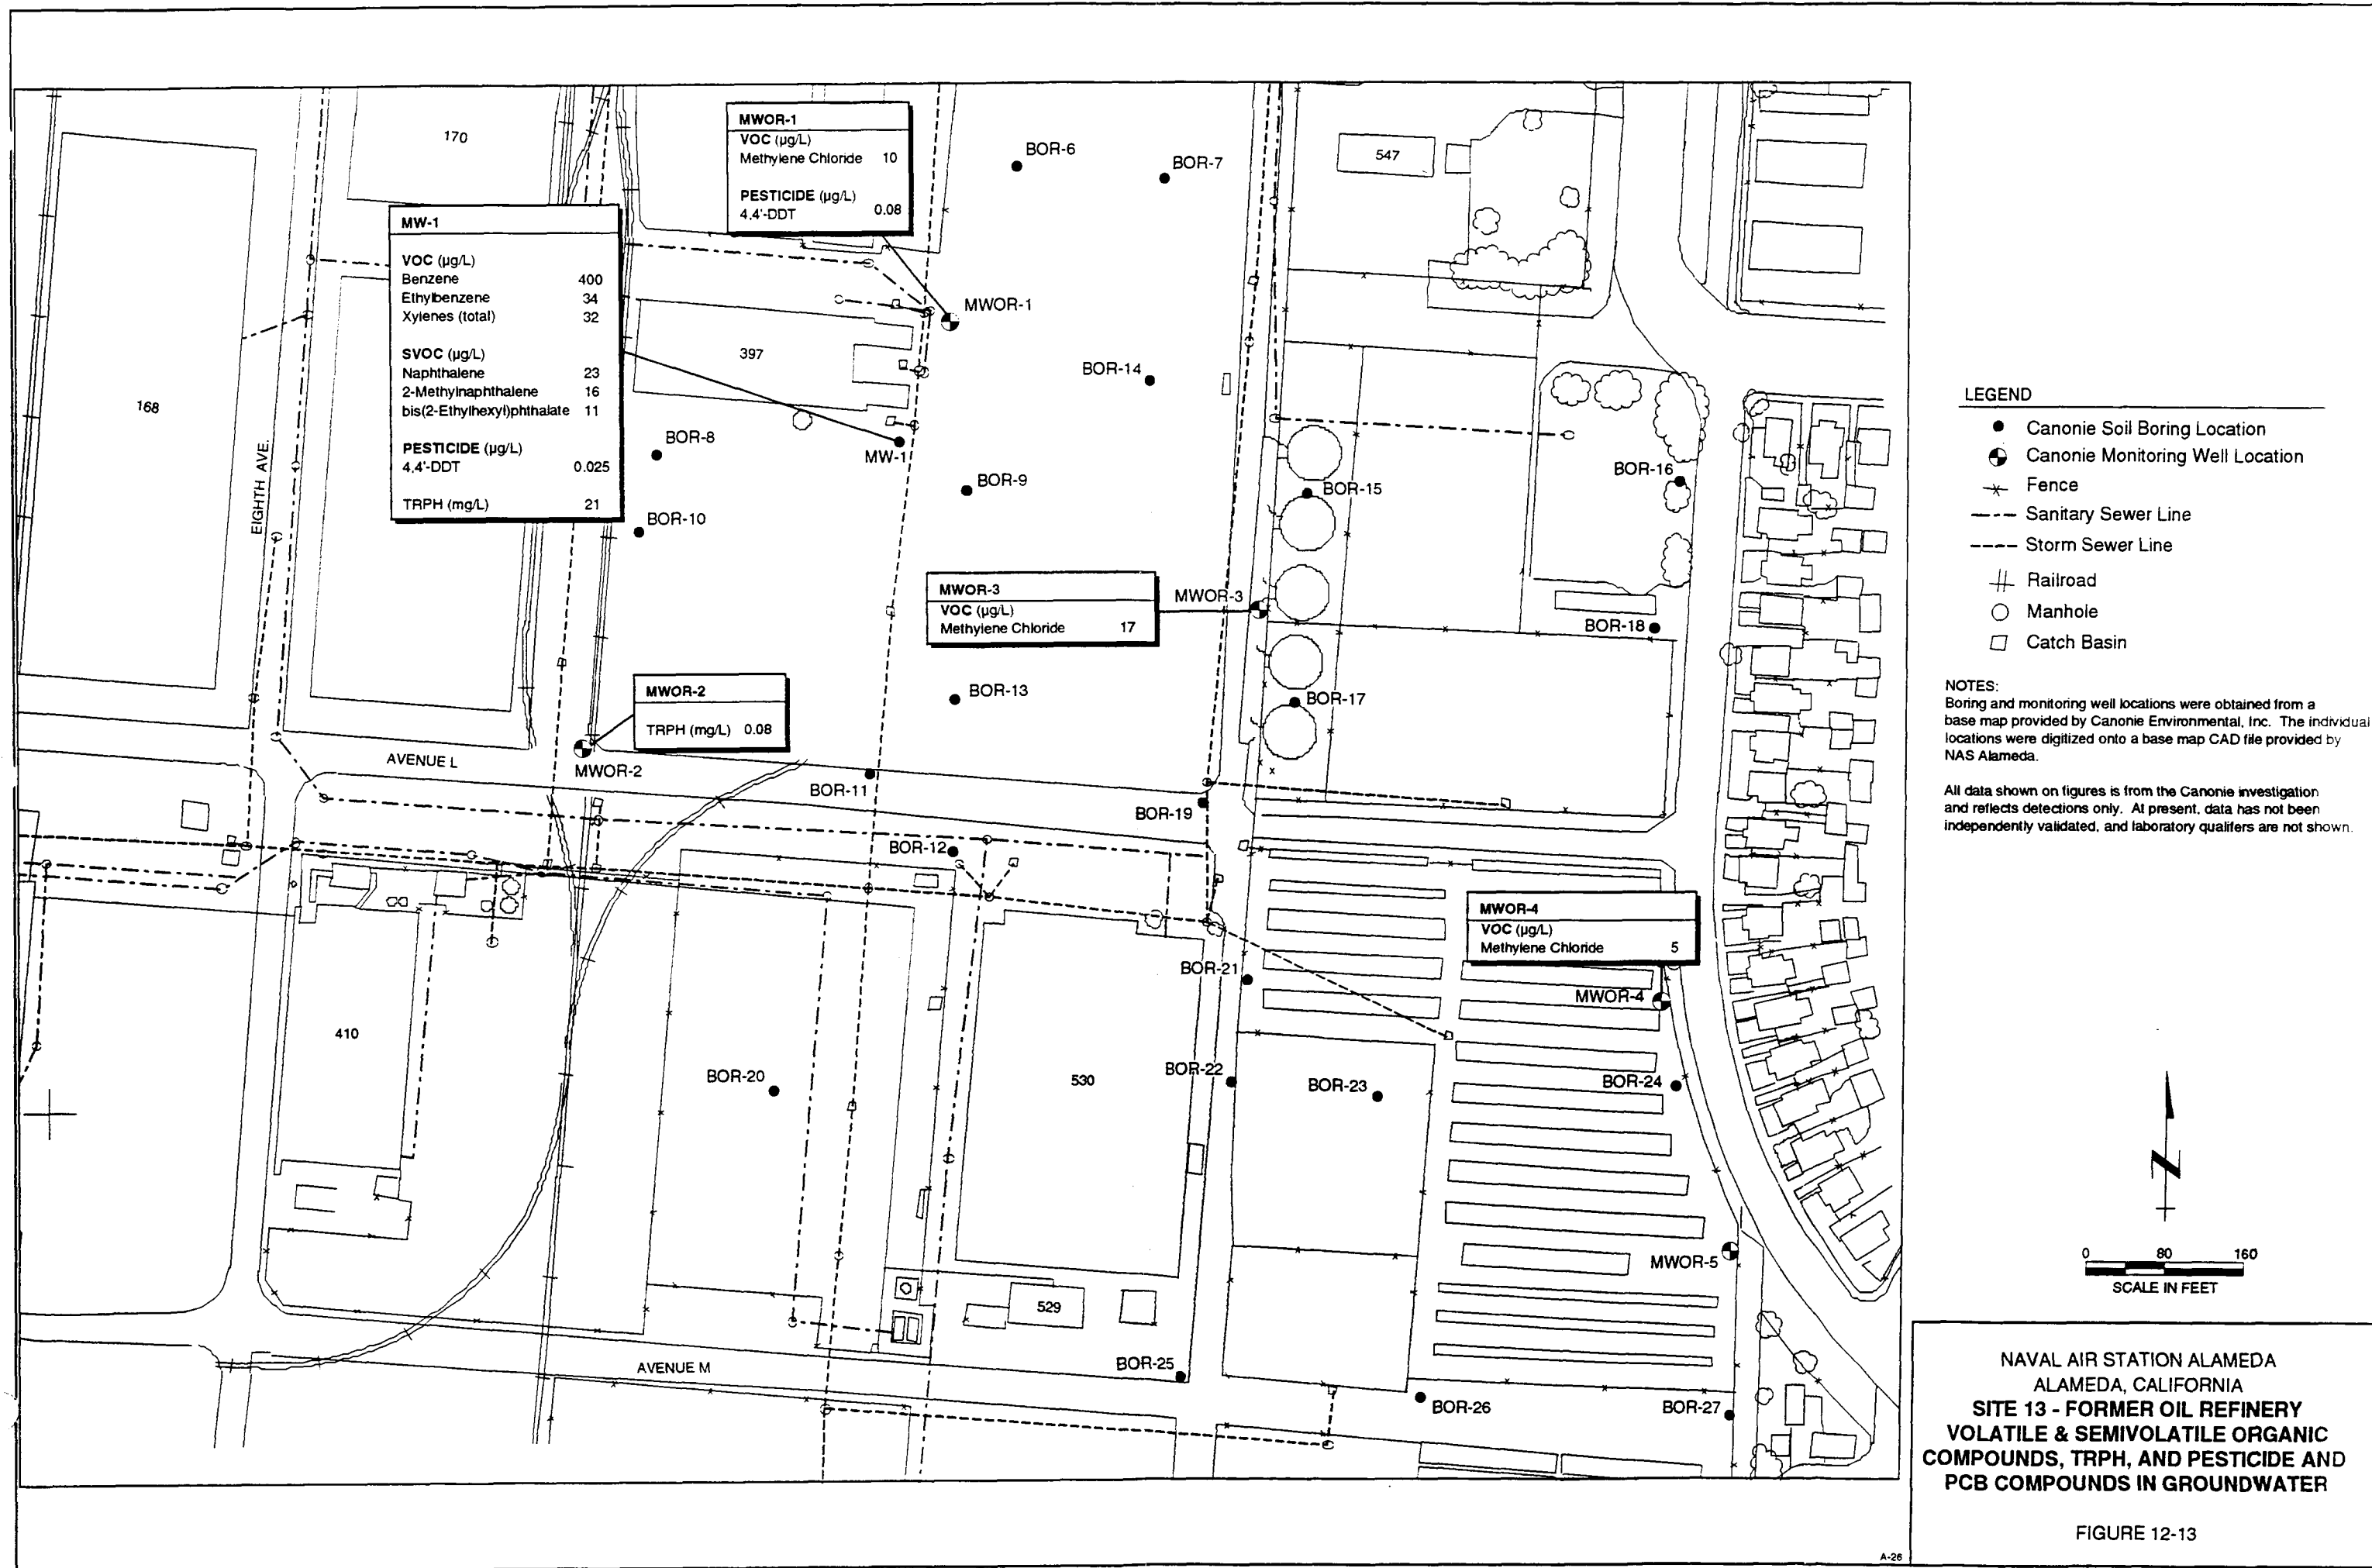 170
MWOR-1
VOC (µg/L)
Methylene Chloride 10
PESTICIDE (µg/L)
4,4'-DDT 0.08
BOR-6
BOR-7
547
MW-1
VOC (µg/L)
Benzene 400
Ethylbenzene 34
Xylenes (total) 32
SVOC (µg/L)
Naphthalene 23
2-Methylnaphthalene 16
bis(2-Ethylhexyl)phthalate 11
PESTICIDE (µg/L)
4,4'-DDT 0.025
TRPH (mg/L) 21
MWOR-1
397
168
BOR-14
BOR-8
MW-1
BOR-9
BOR-15
BOR-16
EIGHTH AVE.
BOR-10
MWOR-3
VOC (µg/L)
Methylene Chloride 17
MWOR-3
BOR-18
MWOR-2
TRPH (mg/L) 0.08
BOR-13
BOR-17
AVENUE L
MWOR-2
BOR-11
BOR-19
BOR-12
MWOR-4
VOC (µg/L)
Methylene Chloride 5
BOR-21
MWOR-4
410
BOR-20
530
BOR-22
BOR-23
BOR-24
MWOR-5
529
AVENUE M
BOR-25
BOR-26
BOR-27
LEGEND
Canonie Soil Boring Location
Canonie Monitoring Well Location
Fence
Sanitary Sewer Line
Storm Sewer Line
Railroad
Manhole
Catch Basin
NOTES:
Boring and monitoring well locations were obtained from a
base map provided by Canonie Environmental, Inc. The individual
locations were digitized onto a base map CAD file provided by
NAS Alameda.
All data shown on figures is from the Canonie investigation
and reflects detections only. At present, data has not been
independently validated, and laboratory qualifers are not shown.
N
0 80 160
SCALE IN FEET
NAVAL AIR STATION ALAMEDA
ALAMEDA, CALIFORNIA
SITE 13 - FORMER OIL REFINERY
VOLATILE & SEMIVOLATILE ORGANIC
COMPOUNDS, TRPH, AND PESTICIDE AND
PCB COMPOUNDS IN GROUNDWATER
FIGURE 12-13
A-26